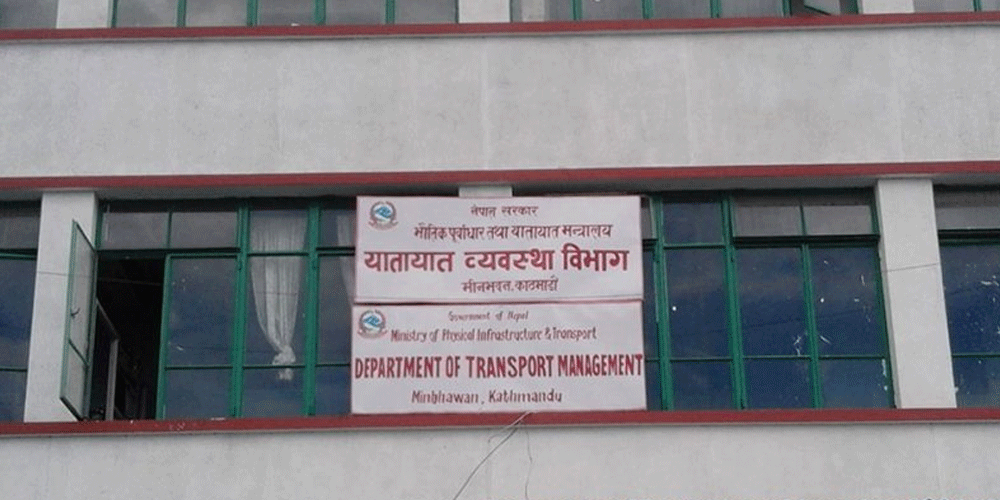 नेपाल सरकार
भौतिक पूर्वाधार तथा यातायात मन्त्रालय
यातायात व्यवस्था विभाग
मीनभवन, काठमाडौं
Government of Nepal
Ministry of Physical Infrastructure & Transport
DEPARTMENT OF TRANSPORT MANAGEMENT
Minbhawan, Kathmandu